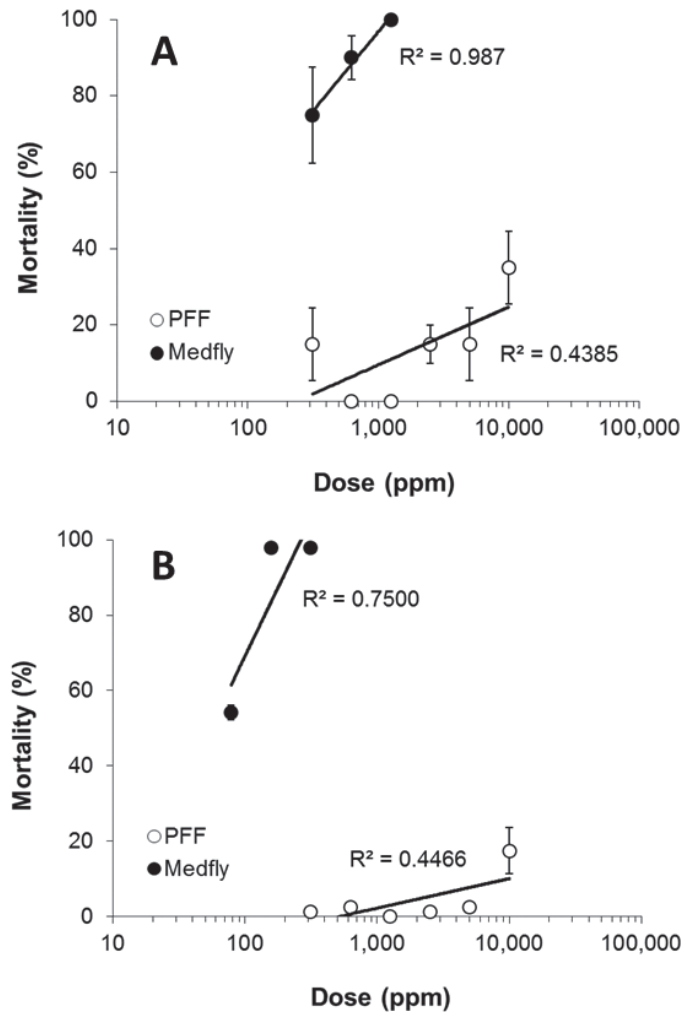 100
A
R² = 0.987
80
60
Mortality (%)
40
PFF
20
Medfly
R² = 0.4385
0
10
100
1,000
10,000
100,000
Dose (ppm)
100
B
R² = 0.7500
80
60
Mortality (%)
40
PFF
20
Medfly
R² = 0.4466
0
10
100
1,000
10,000
100,000
Dose (ppm)